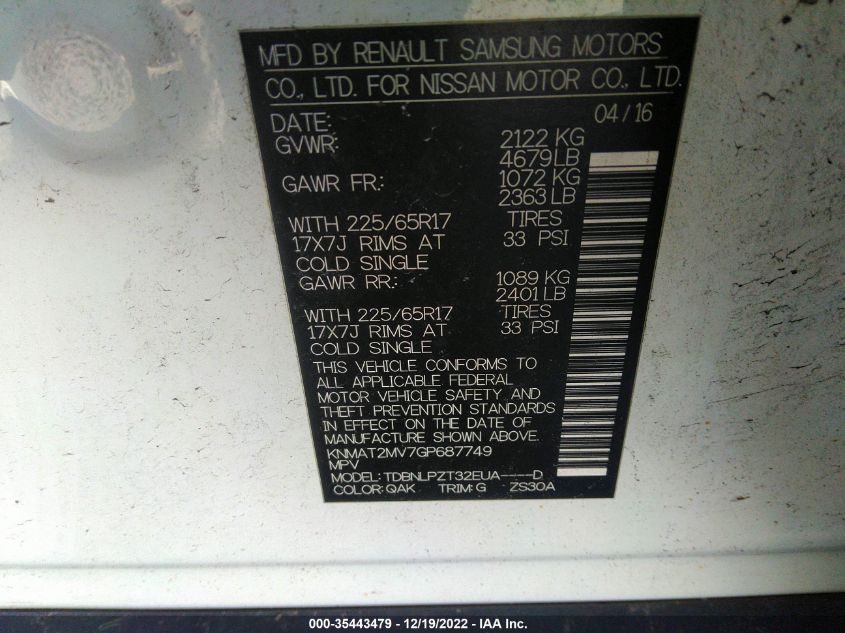 MFD BY RENAULT SAMSUNG MOTORS
CO., LTD. FOR NISSAN MOTOR CO., LTD.
DATE: 04/16
GVWR: 2122 KG
4679LB
GAWR FR: 1072 KG
2363LB
WITH 225/65R17 TIRES
17X7J RIMS AT 33 PSI
COLD SINGLE
GAWR RR: 1089 KG
2401LB
WITH 225/65R17 TIRES
17X7J RIMS AT 33 PSI
COLD SINGLE
THIS VEHICLE CONFORMS TO
ALL APPLICABLE FEDERAL
MOTOR VEHICLE SAFETY AND
THEFT PREVENTION STANDARDS
IN EFFECT ON THE DATE OF
MANUFACTURE SHOWN ABOVE.
KNMAT2MV7GP687749
MPV
MODEL: TDBNLPZT32EUA----D
COLOR: QAK TRIM: G ZS30A
000-35443479 - 12/19/2022 - IAA Inc.